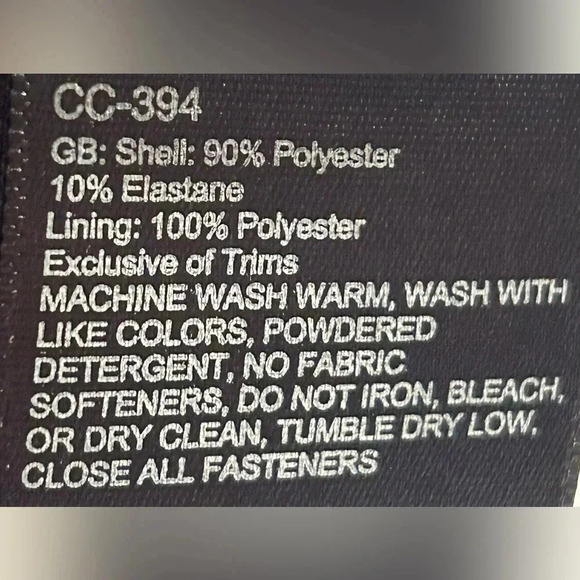 CC-394
GB: Shell: 90% Polyester
10% Elastane
Lining: 100% Polyester
Exclusive of Trims
MACHINE WASH WARM, WASH WITH
LIKE COLORS, POWDERED
DETERGENT, NO FABRIC
SOFTENERS, DO NOT IRON, BLEACH,
OR DRY CLEAN, TUMBLE DRY LOW,
CLOSE ALL FASTENERS